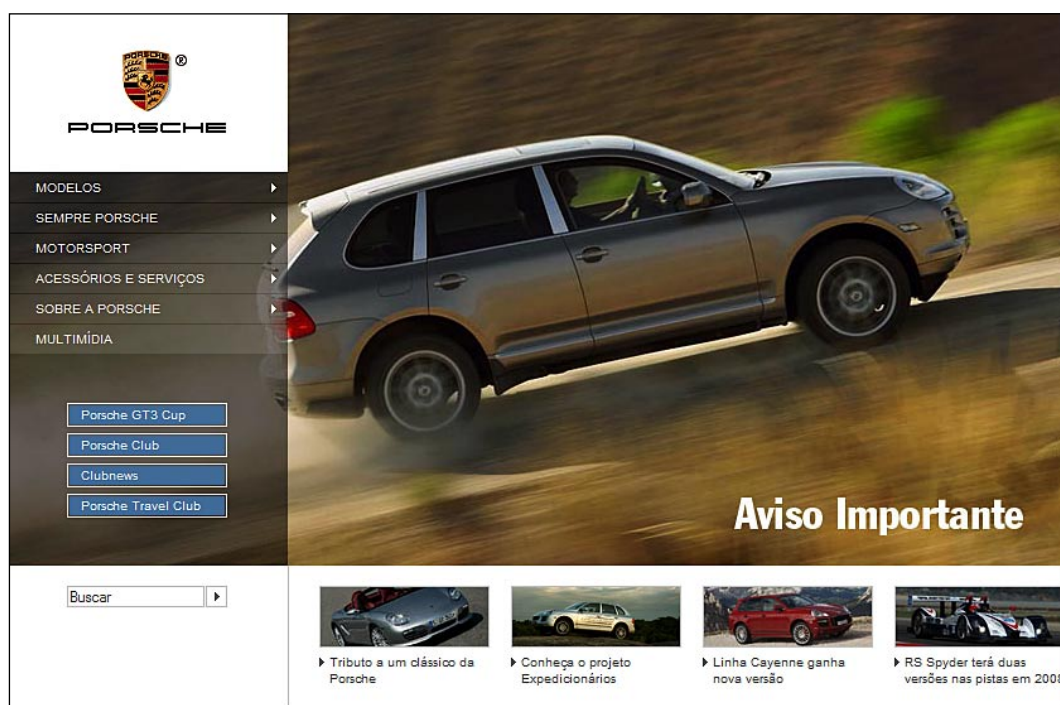 PORSCHE
®
PORSCHE
MODELOS
SEMPRE PORSCHE
MOTORSPORT
ACESSÓRIOS E SERVIÇOS
SOBRE A PORSCHE
MULTIMÍDIA
Porsche GT3 Cup
Porsche Club
Clubnews
Porsche Travel Club
Aviso Importante
Buscar
Tributo a um clássico da
Porsche
Conheça o projeto
Expedicionários
Linha Cayenne ganha
nova versão
RS Spyder terá duas
versões nas pistas em 2008